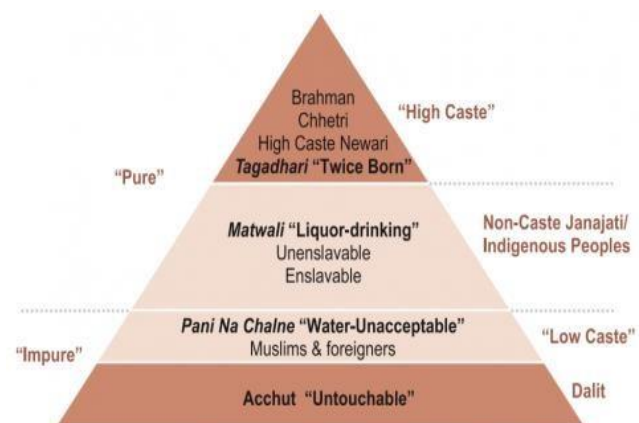 Brahman
Chhetri
High Caste Newari
Tagadhari “Twice Born”
“High Caste”
“Pure”
Matwali “Liquor-drinking”
Unenslavable
Enslavable
Non-Caste Janajati/
Indigenous Peoples
Pani Na Chalne “Water-Unacceptable”
Muslims & foreigners
“Low Caste”
“Impure”
Acchut “Untouchable”
Dalit